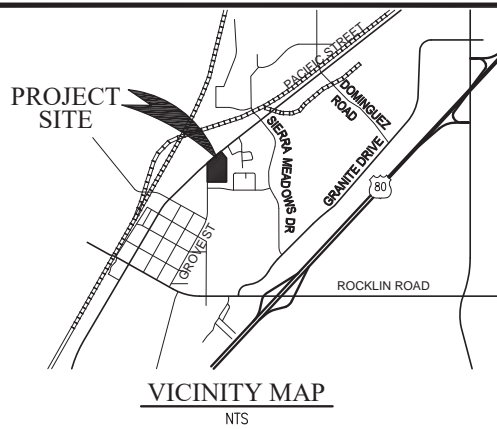 PACIFIC STREET
PROJECT
SITE
DOMINGUEZ
ROAD
SIERRA MEADOWS DR
GRANITE DRIVE
80
GROVE ST
ROCKLIN ROAD
VICINITY MAP
NTS